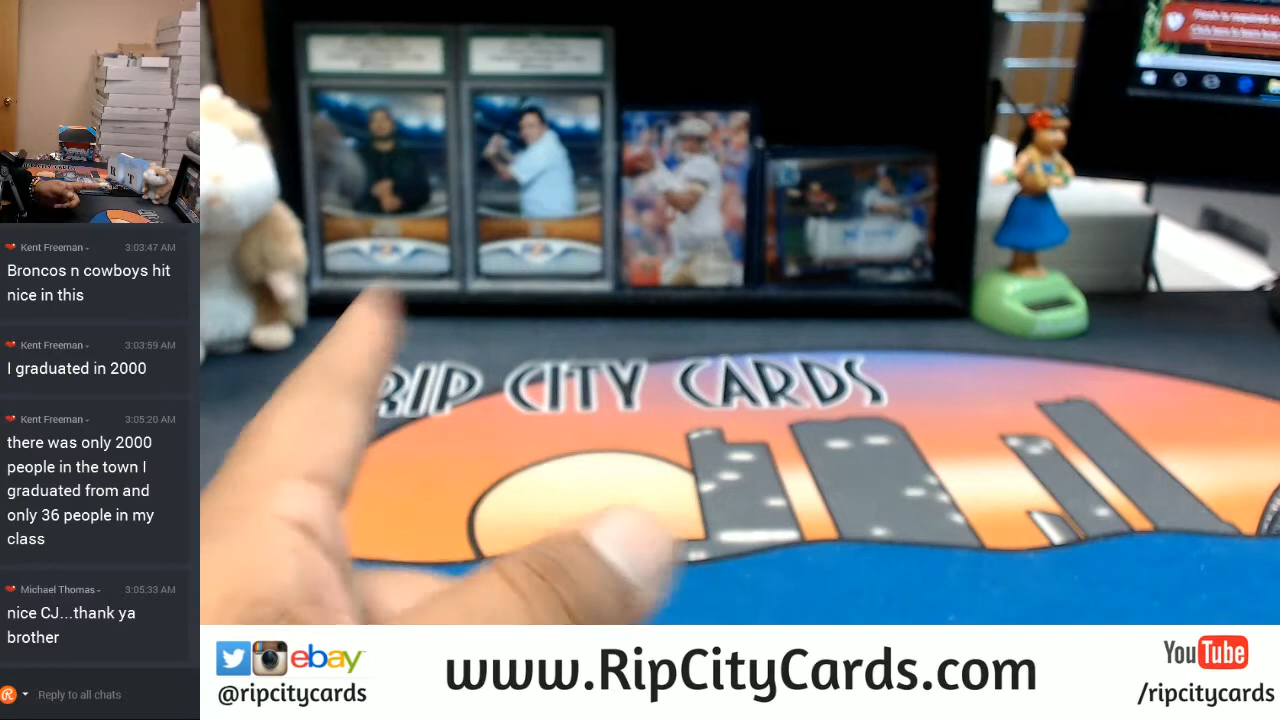 Kent Freeman- 3:03:47 AM
Broncos n cowboys hit
nice in this
Kent Freeman- 3:03:59 AM
I graduated in 2000
Kent Freeman- 3:05:20 AM
there was only 2000
people in the town I
graduated from and
only 36 people in my
class
Michael Thomas- 3:05:33 AM
nice CJ...thank ya
brother
Reply to all chats
RIP CITY CARDS
ebay
@ripcitycards
www.RipCityCards.com
YouTube
/ripcitycards